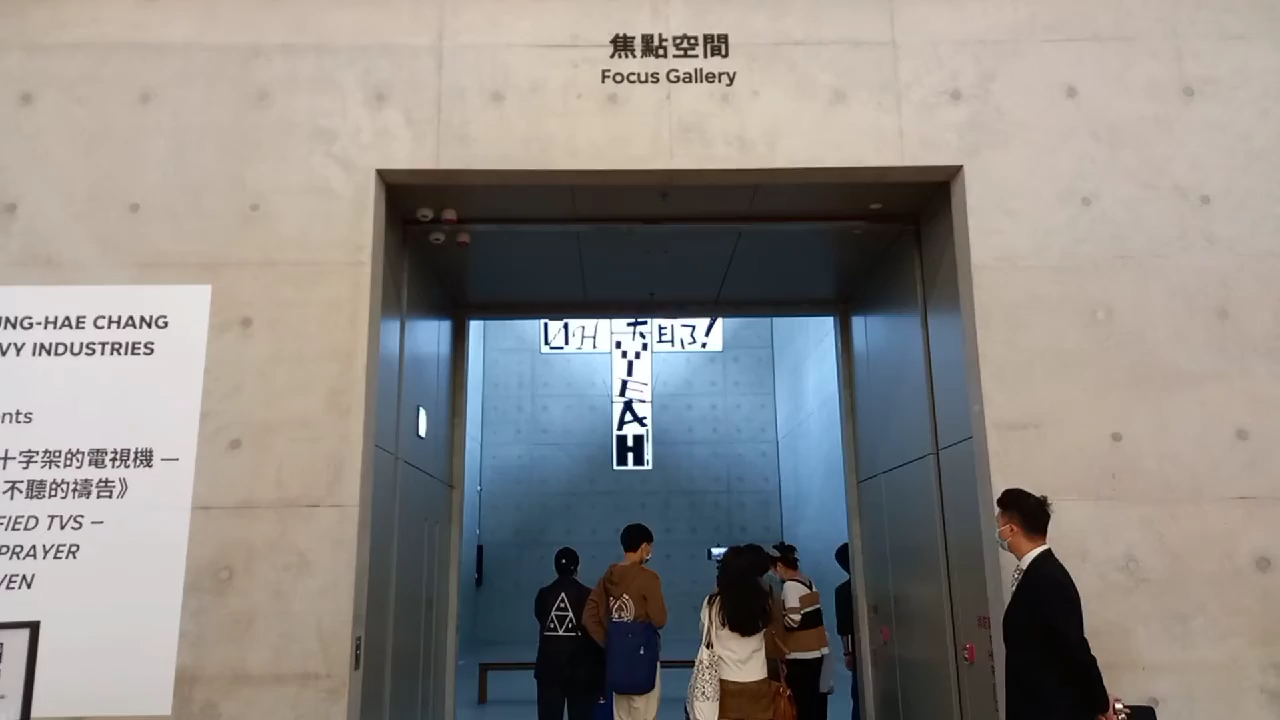 焦點空間
Focus Gallery
UNG-HAE CHANG
VY INDUSTRIES
nts
十字架的電視機 —
不聽的禱告》
FIED TVS –
PRAYER
VEN
YEAH